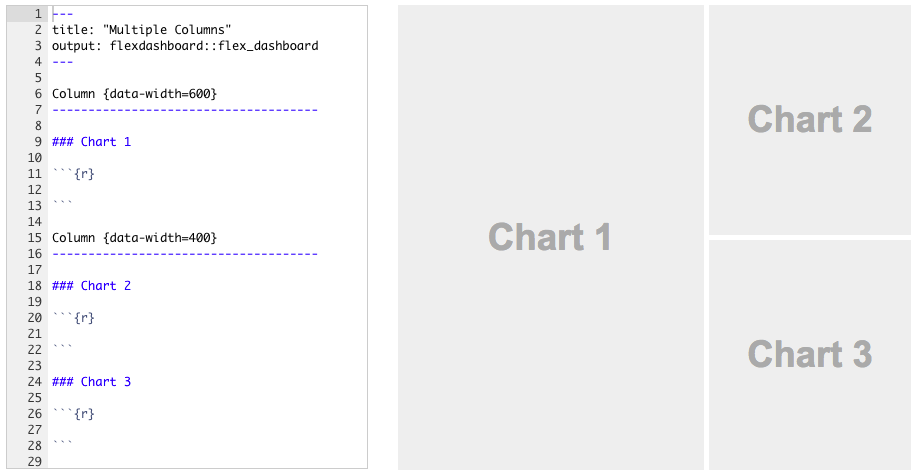 1 ---
2 title: "Multiple Columns"
3 output: flexdashboard::flex_dashboard
4 ---
5
6 Column {data-width=600}
7 -------------------------------------
8
9 ### Chart 1
10
11 ```{r}
12
13 ```
14
15 Column {data-width=400}
16 -------------------------------------
17
18 ### Chart 2
19
20 ```{r}
21
22 ```
23
24 ### Chart 3
25
26 ```{r}
27
28 ```
29
Chart 1
Chart 2
Chart 3